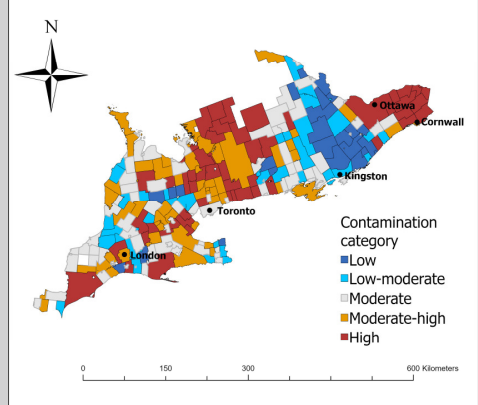 N
Ottawa
Cornwall
Kingston
Toronto
London
Contamination
category
Low
Low-moderate
Moderate
Moderate-high
High
0 150 300 600 Kilometers